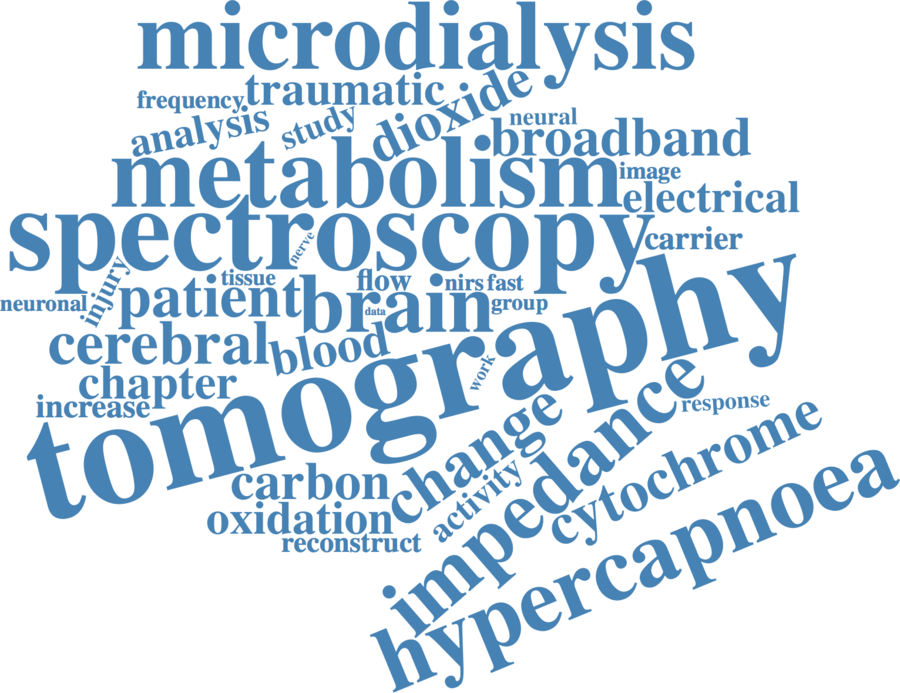 microdialysis
frequency
traumatic
analysis
study
dioxide
neural
broadband
metabolism
image
electrical
spectroscopy
nerve
carrier
injury
tissue
flow
nirs
fast
neuronal
patient
brain
data
group
cerebral
blood
tomography
work
chapter
increase
impedance
response
change
carbon
activity
cytochrome
oxidation
reconstruct
hypercapnoea